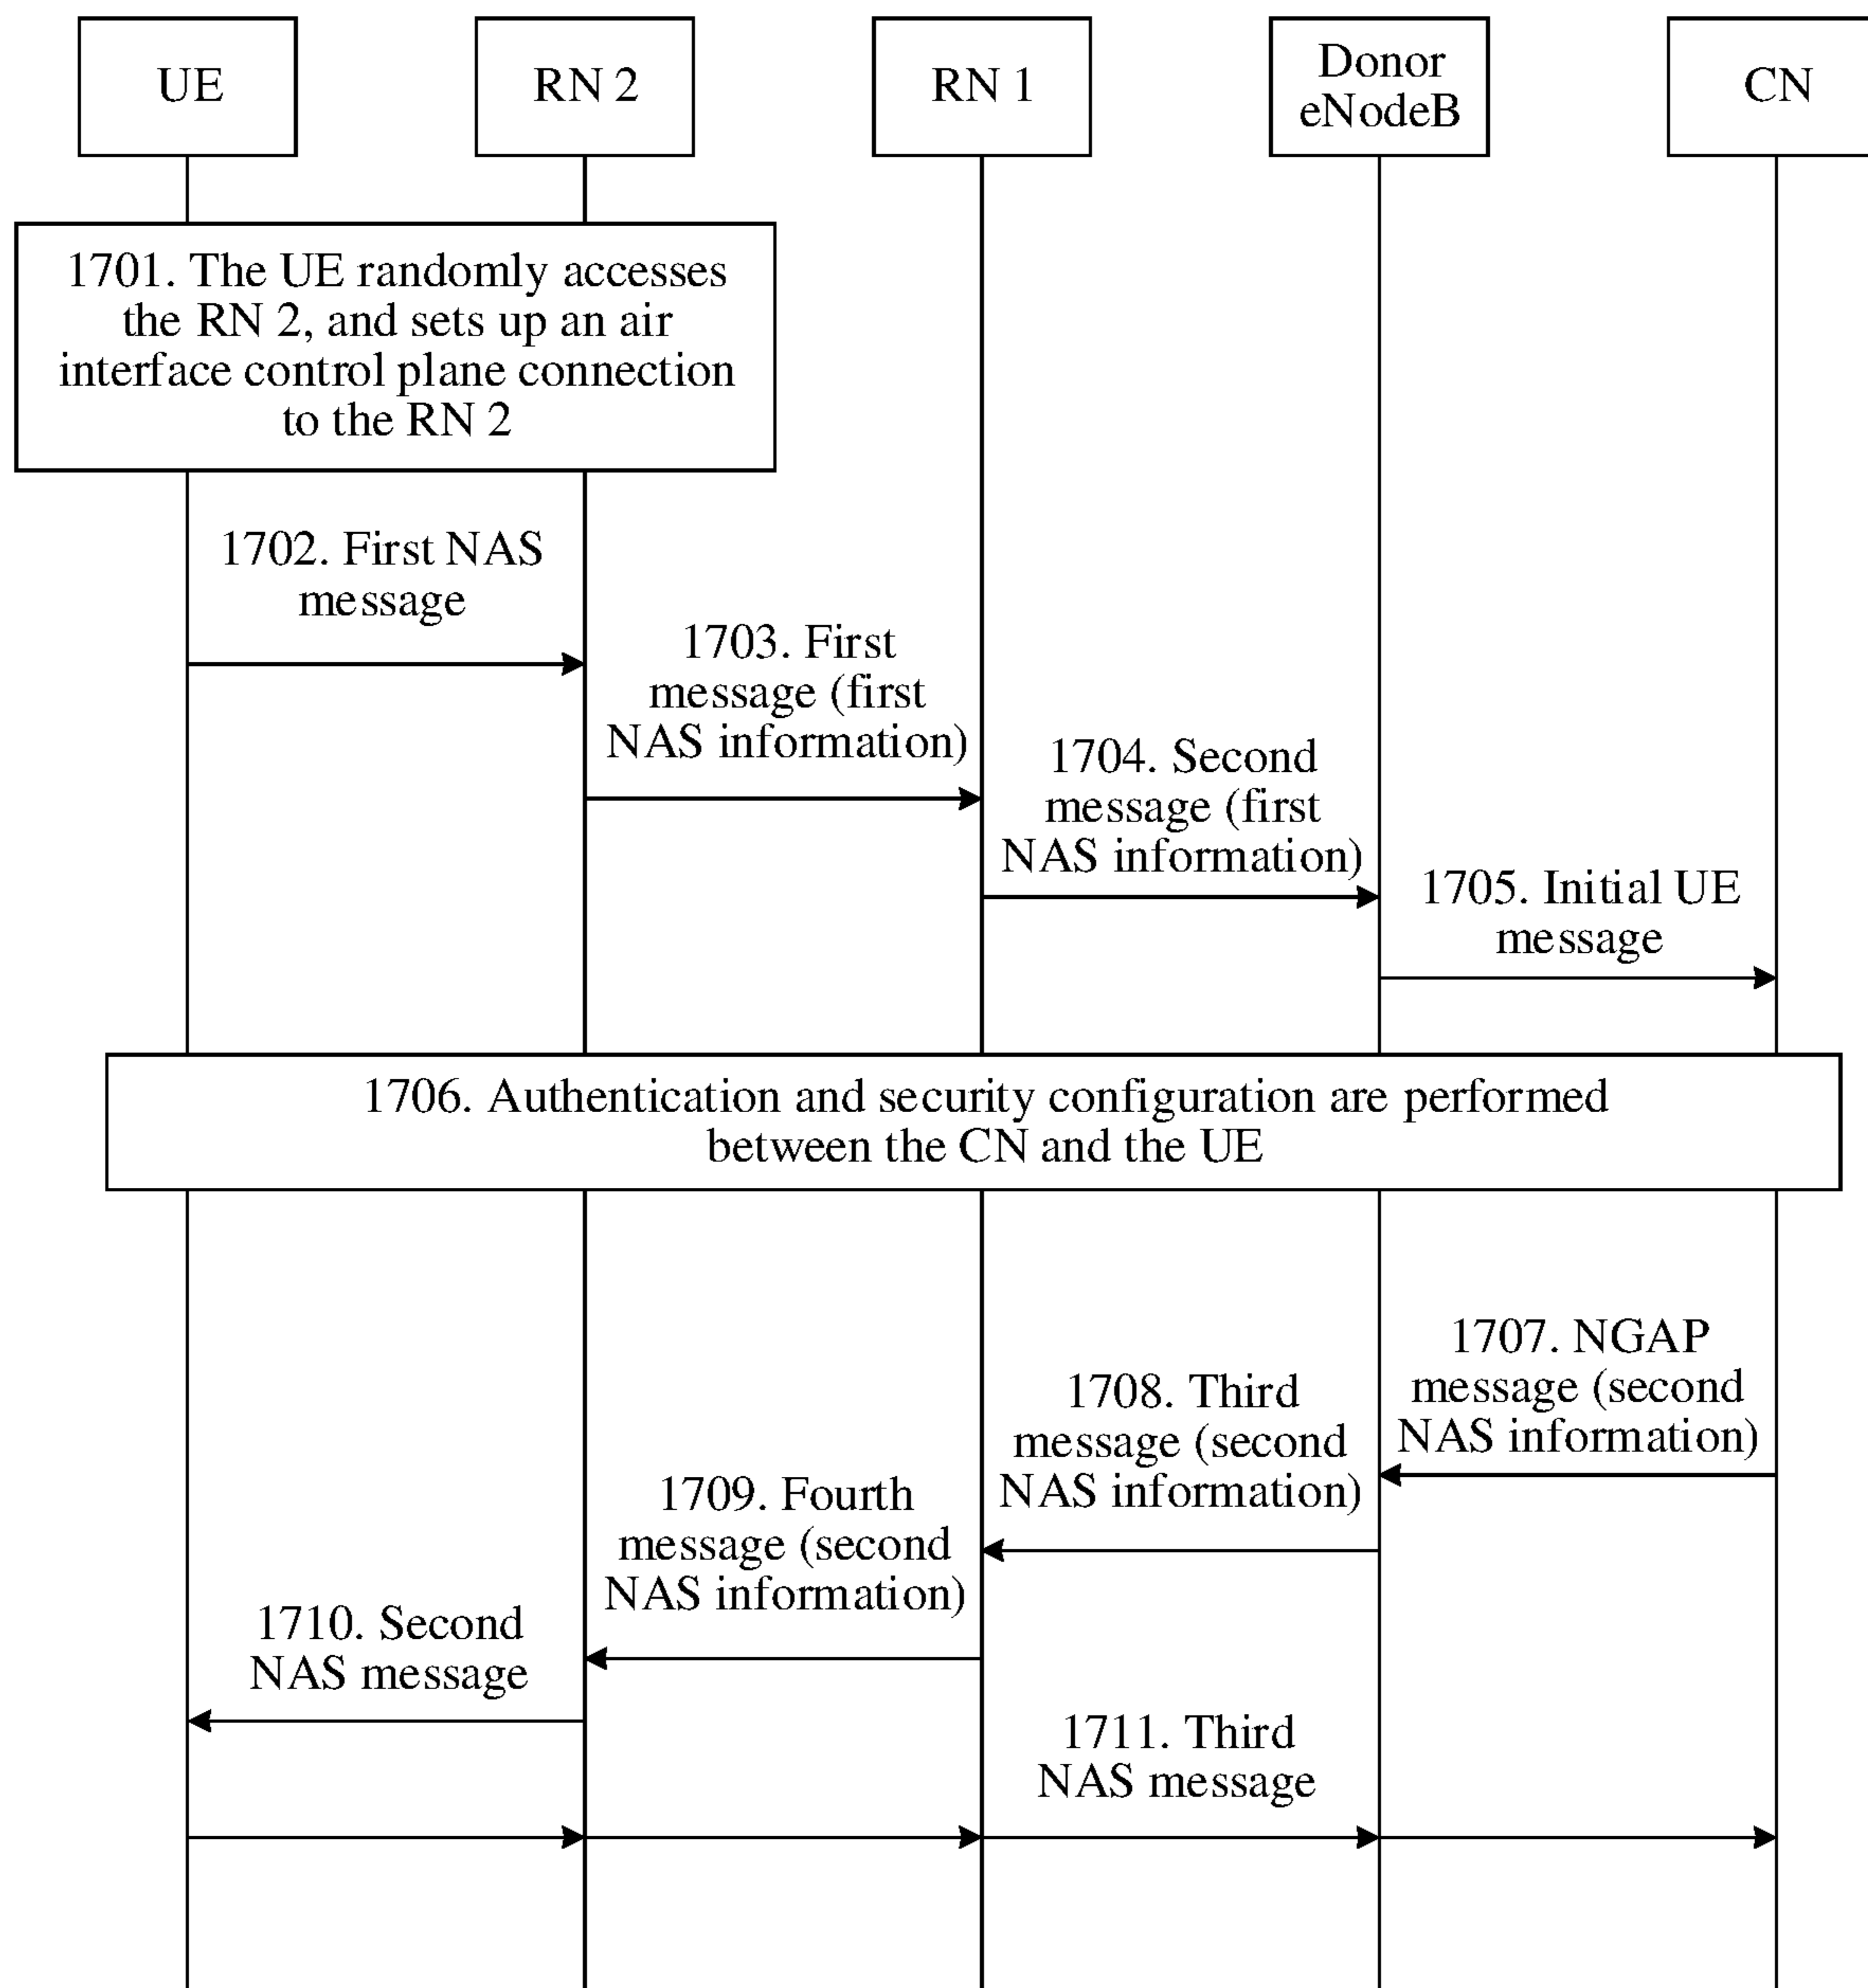 UE
RN 2
RN 1
Donor
eNodeB
CN
1701. The UE randomly accesses
the RN 2, and sets up an air
interface control plane connection
to the RN 2
1702. First NAS
message
1703. First
message (first
NAS information)
1704. Second
message (first
NAS information)
1705. Initial UE
message
1706. Authentication and security configuration are performed
between the CN and the UE
1707. NGAP
message (second
NAS information)
1708. Third
message (second
NAS information)
1709. Fourth
message (second
NAS information)
1710. Second
NAS message
1711. Third
NAS message